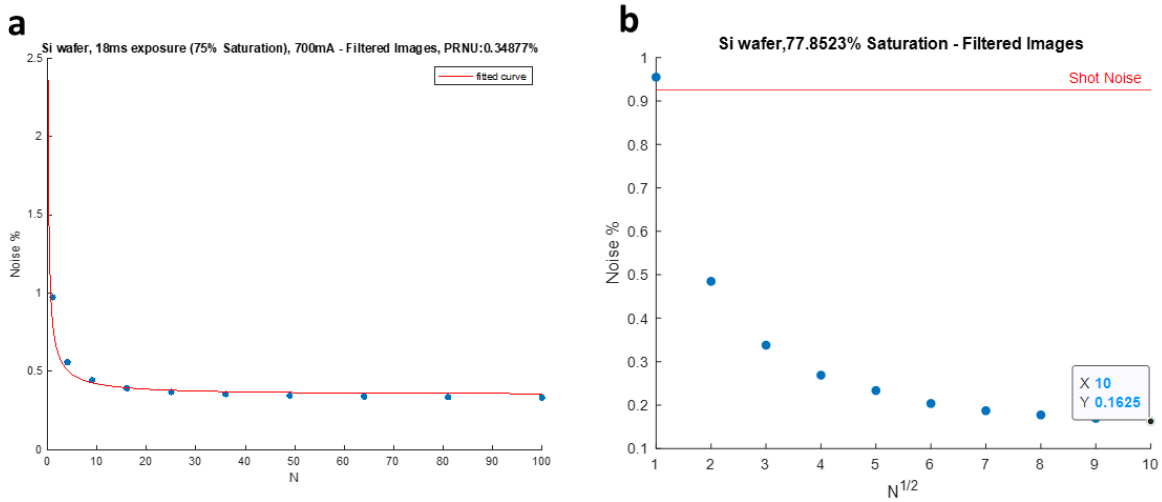 a
Si wafer, 18ms exposure (75% Saturation), 700mA - Filtered Images, PRNU:0.34877%
2.5
2
1.5
1
0.5
0
fitted curve
Noise %
0 10 20 30 40 50 60 70 80 90 100
N
b
Si wafer,77.8523% Saturation - Filtered Images
1
0.9
0.8
0.7
0.6
0.5
0.4
0.3
0.2
0.1
Shot Noise
Noise %
X 10
Y 0.1625
1 2 3 4 5 6 7 8 9 10
N^1/2